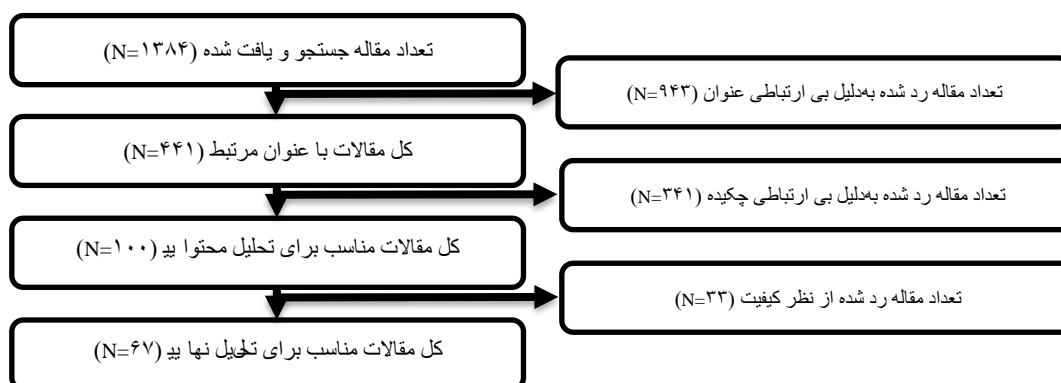 تعداد مقاله جستجو و یافت شده (N=۱۳۸۴)
تعداد مقاله رد شده به‌دلیل بی ارتباطی عنوان (N=۹۴۳)
کل مقالات با عنوان مرتبط (N=۴۴۱)
تعداد مقاله رد شده به‌دلیل بی ارتباطی چکیده (N=۳۴۱)
کل مقالات مناسب برای تحلیل محتوا یی (N=۱۰۰)
تعداد مقاله رد شده از نظر کیفیت (N=۳۳)
کل مقالات مناسب برای تحلیل نها یی (N=۶۷)